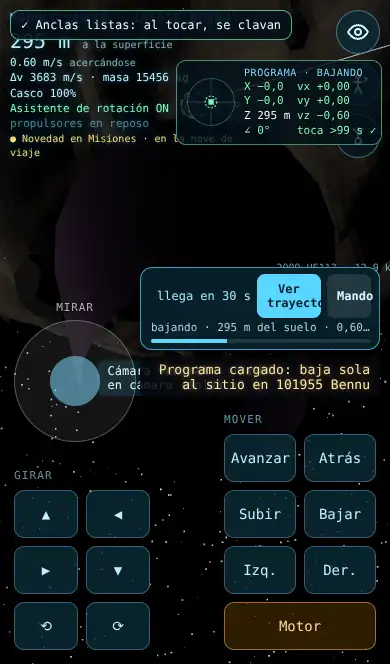 ✓ Anclas listas: al tocar, se clavan
295 m a la superficie
0.60 m/s acercándose
Δv 3683 m/s · masa 15456 kg
Casco 100%
Asistente de rotación ON
propulsores en reposo
● Novedad en Misiones · en la nave de
viaje
PROGRAMA · BAJANDO
X −0,0 vx +0,00
Y −0,0 vy +0,00
Z 295 m vz −0,60
∠ 0° toca >99 s ✓
llega en 30 s
Ver
trayecto
Mando
bajando · 295 m del suelo · 0,60…
MIRAR
Cámara
en cámara
Programa cargado: baja sola
al sitio en 101955 Bennu
MOVER
Avanzar Atrás
GIRAR
▲ ◀ Subir Bajar
▶ ▼ Izq. Der.
⟲ ⟳ Motor